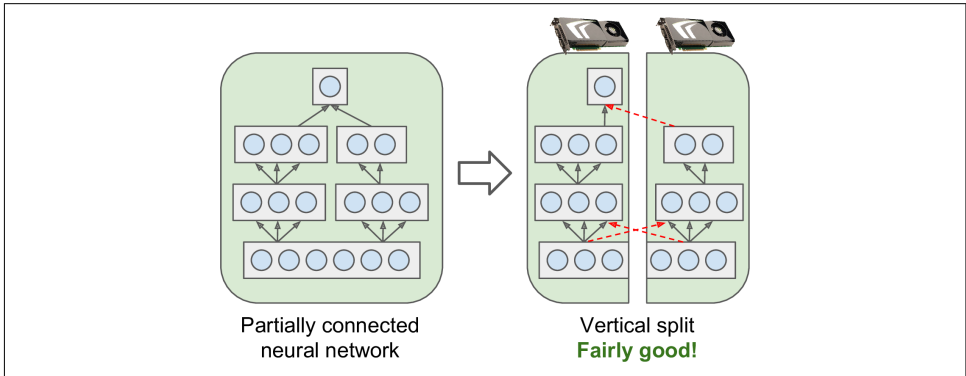 Partially connected
neural network
Vertical split
Fairly good!